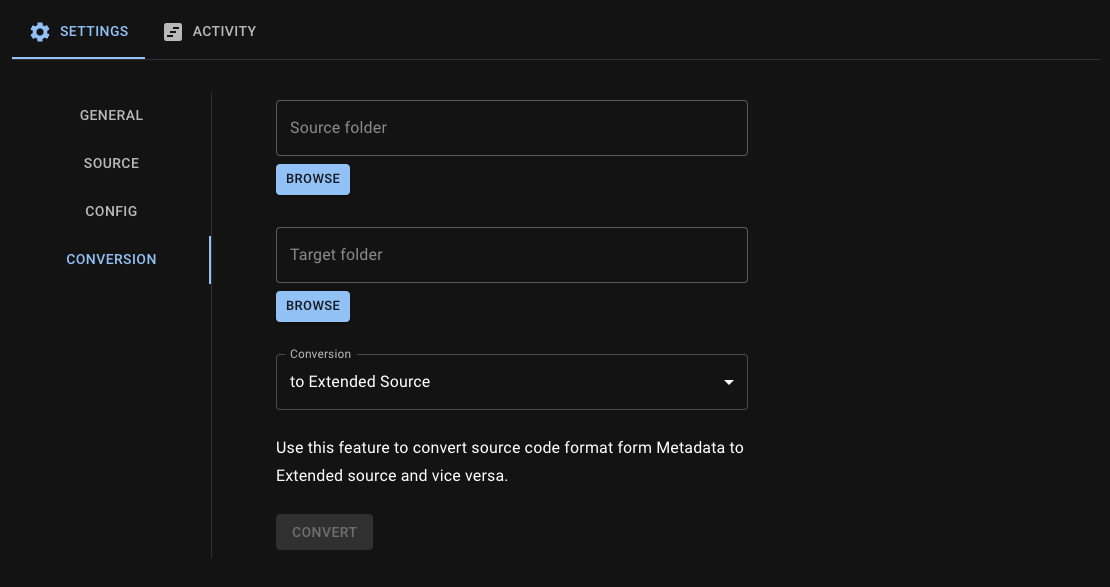 SETTINGS
ACTIVITY
GENERAL
SOURCE
CONFIG
CONVERSION
Source folder
BROWSE
Target folder
BROWSE
Conversion
to Extended Source
Use this feature to convert source code format form Metadata to
Extended source and vice versa.
CONVERT